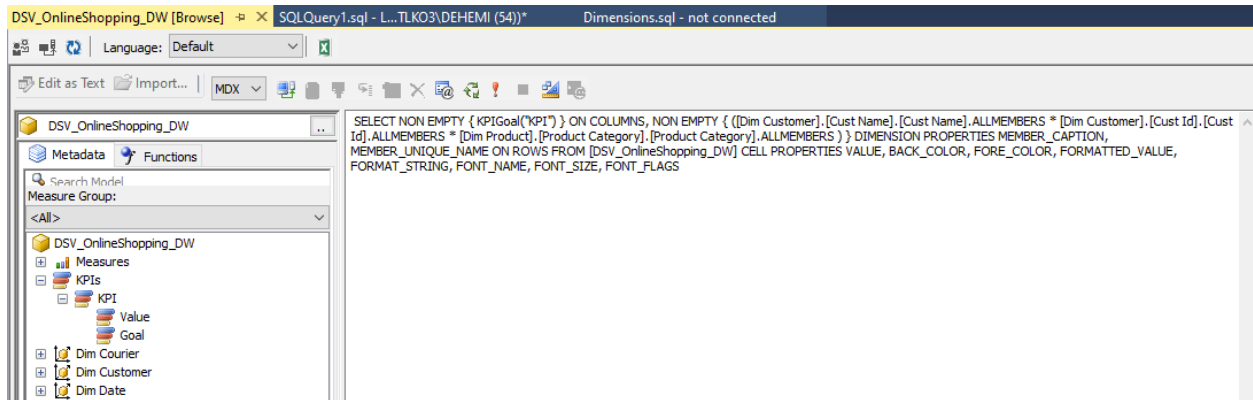 DSV_OnlineShopping_DW [Browse] SQLQuery1.sql - L...TLKO3\DEHEMI (54))* Dimensions.sql - not connected
Language: Default
Edit as Text Import... MDX
DSV_OnlineShopping_DW ..
Metadata Functions
Search Model
Measure Group:
<All>
DSV_OnlineShopping_DW
Measures
KPIs
KPI
Value
Goal
Dim Courier
Dim Customer
Dim Date
SELECT NON EMPTY { KPIGoal("KPI") } ON COLUMNS, NON EMPTY { ([Dim Customer].[Cust Name].[Cust Name].ALLMEMBERS * [Dim Customer].[Cust Id].[Cust
Id].ALLMEMBERS * [Dim Product].[Product Category].[Product Category].ALLMEMBERS ) } DIMENSION PROPERTIES MEMBER_CAPTION,
MEMBER_UNIQUE_NAME ON ROWS FROM [DSV_OnlineShopping_DW] CELL PROPERTIES VALUE, BACK_COLOR, FORE_COLOR, FORMATTED_VALUE,
FORMAT_STRING, FONT_NAME, FONT_SIZE, FONT_FLAGS